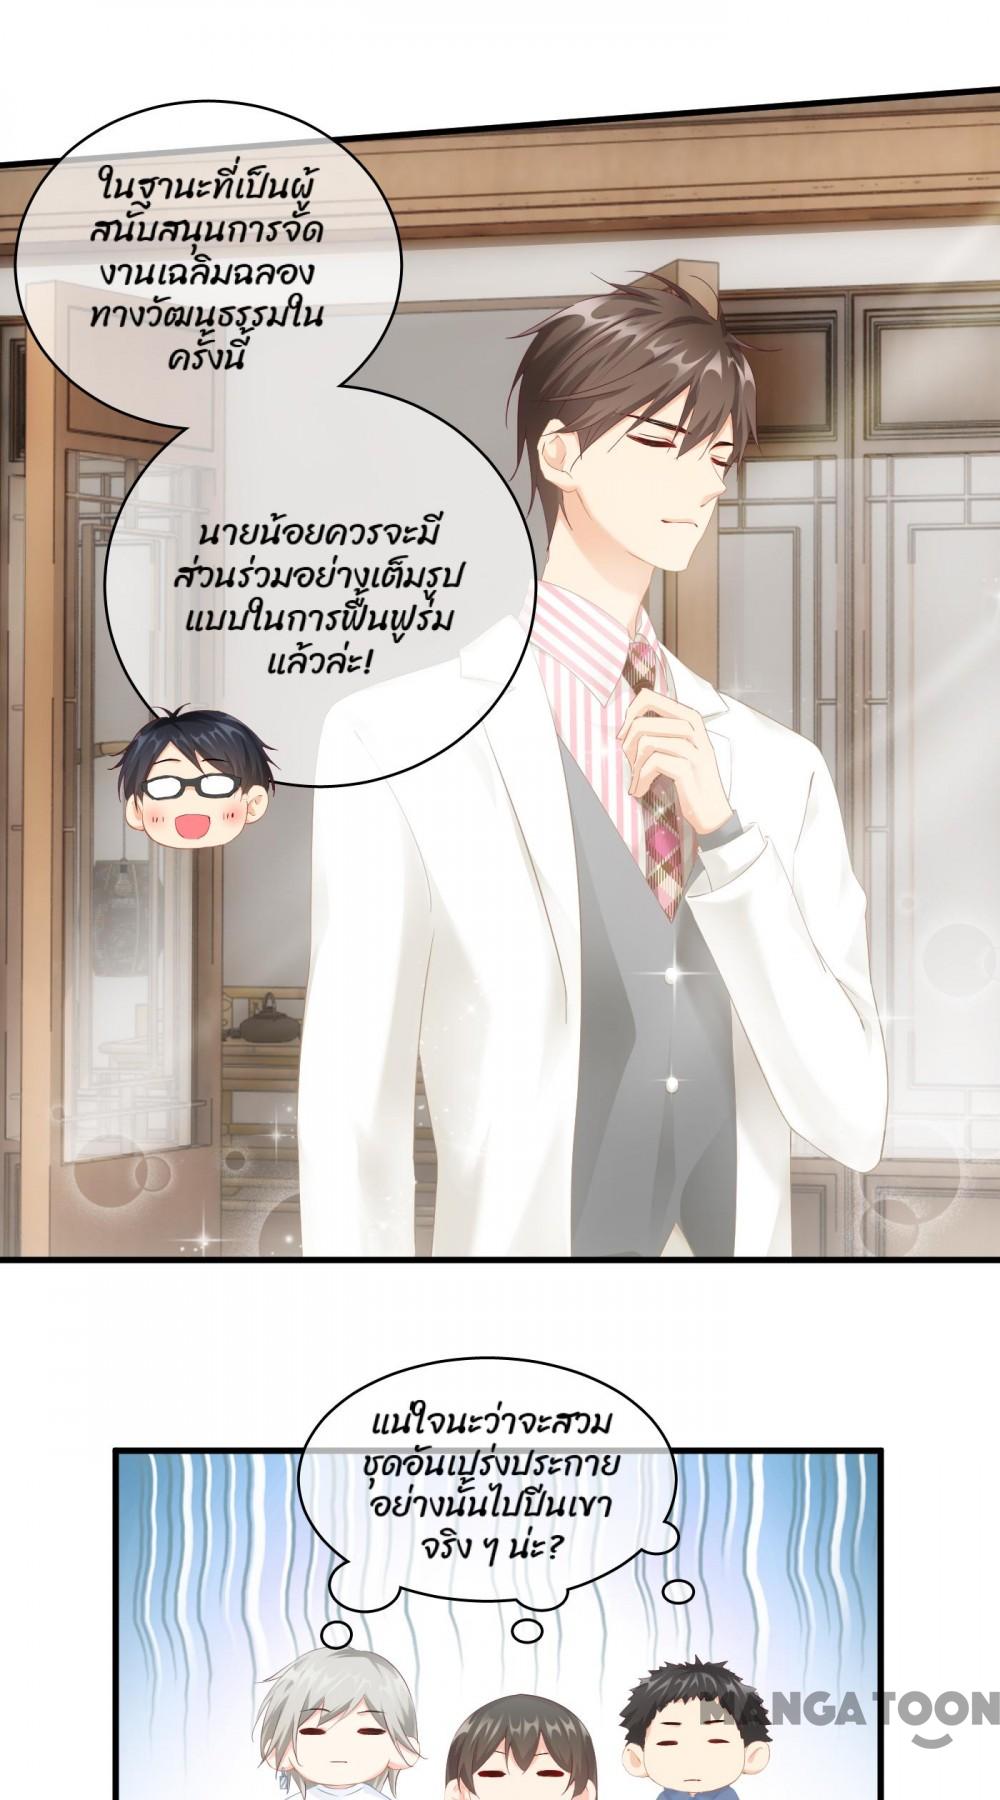 ในฐานะที่เป็นผู้
สนับสนุนการจัด
งานเฉลิมฉลอง
ทางวัฒนธรรมใน
ครั้งนี้
นายน้อยควรจะมี
ส่วนร่วมอย่างเต็มรูป
แบบในการฟื้นฟูร่ม
แล้วล่ะ!
แน่ใจนะว่าจะสวม
ชุดอันเปร่งประกาย
อย่างนั้นไปปีนเขา
จริง ๆ น่ะ?
MANGATOON